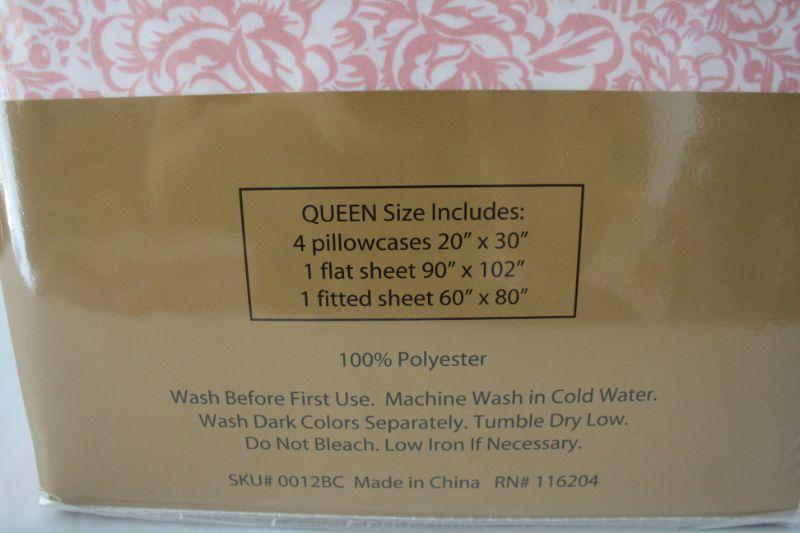 QUEEN Size Includes:
4 pillowcases 20” x 30”
1 flat sheet 90” x 102”
1 fitted sheet 60” x 80”
100% Polyester
Wash Before First Use. Machine Wash in Cold Water.
Wash Dark Colors Separately. Tumble Dry Low.
Do Not Bleach. Low Iron If Necessary.
SKU# 0012BC Made in China RN# 116204